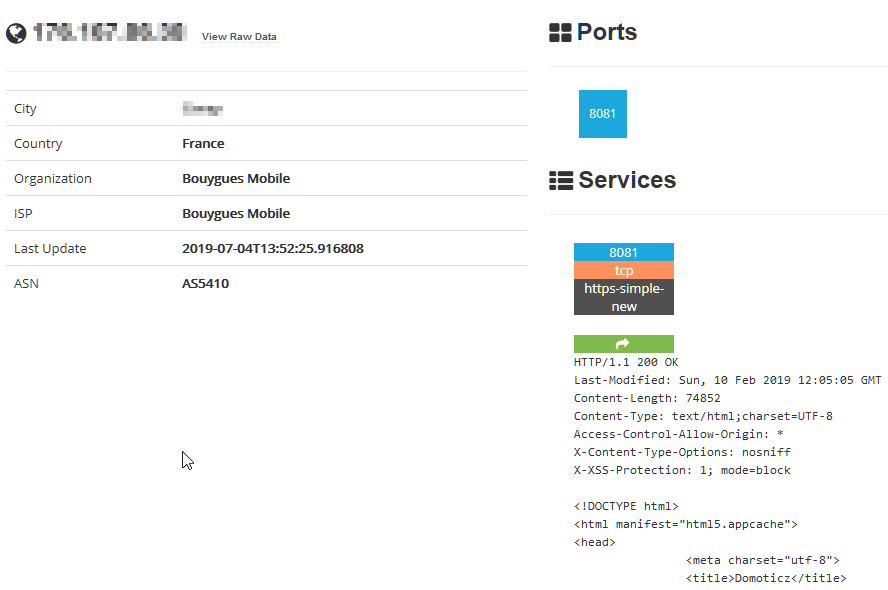 View Raw Data
City
Country France
Organization Bouygues Mobile
ISP Bouygues Mobile
Last Update 2019-07-04T13:52:25.916808
ASN AS5410
Ports
8081
Services
8081
tcp
https-simple-
new
HTTP/1.1 200 OK
Last-Modified: Sun, 10 Feb 2019 12:05:05 GMT
Content-Length: 74852
Content-Type: text/html;charset=UTF-8
Access-Control-Allow-Origin: *
X-Content-Type-Options: nosniff
X-XSS-Protection: 1; mode=block
<!DOCTYPE html>
<html manifest="html5.appcache">
<head>
<meta charset="utf-8">
<title>Domoticz</title>